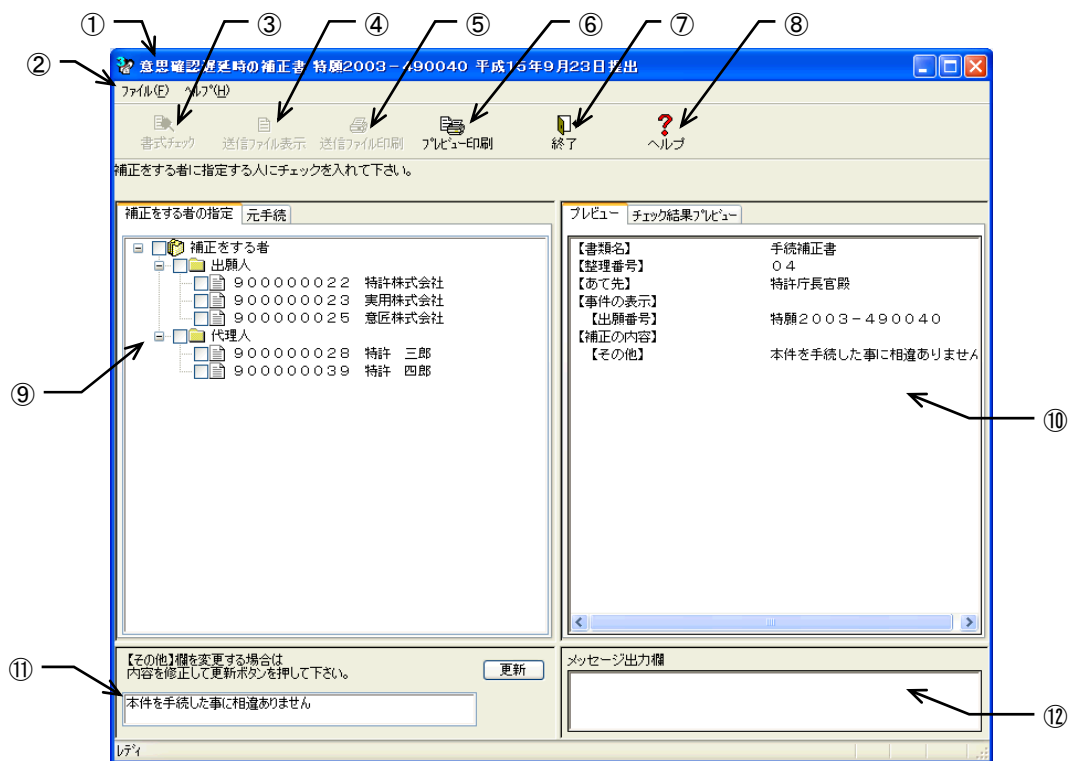 ① ③ ④ ⑤ ⑥ ⑦ ⑧
②
意思確認遅延時の補正書 特願2003－490040 平成15年9月23日提出
ﾌｧｲﾙ(F) ﾍﾙﾌﾟ(H)
書式ﾁｪｯｸ 送信ﾌｧｲﾙ表示 送信ﾌｧｲﾙ印刷 ﾌﾟﾚﾋﾞｭｰ印刷 終了 ヘルプ
補正をする者に指定する人にチェックを入れて下さい。
補正をする者の指定 元手続
補正をする者
出願人
９００００００２２ 特許株式会社
９００００００２３ 実用株式会社
９００００００２５ 意匠株式会社
代理人
９００００００２８ 特許 三郎
９００００００３９ 特許 四郎
⑨
プレビュー チェック結果ﾌﾟﾚﾋﾞｭｰ
【書類名】 手続補正書
【整理番号】 ０４
【あて先】 特許庁長官殿
【事件の表示】
【出願番号】 特願２００３－４９００４０
【補正の内容】
【その他】 本件を手続した事に相違ありません
⑩
【その他】欄を変更する場合は
内容を修正して更新ボタンを押して下さい。
更新
⑪
本件を手続した事に相違ありません
メッセージ出力欄
⑫
ﾚﾃﾞｨ